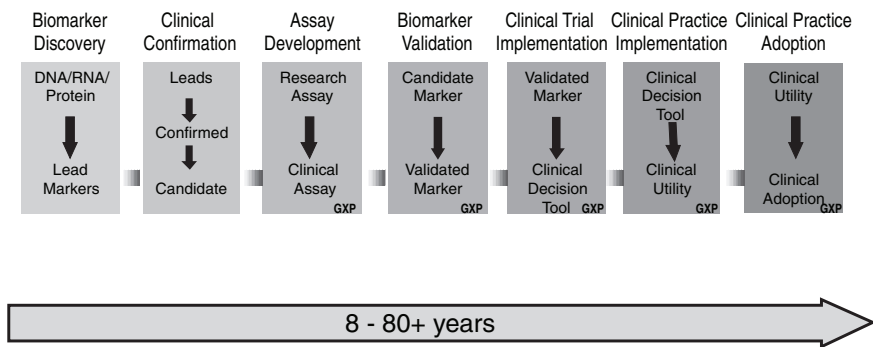 Biomarker
Discovery
Clinical
Confirmation
Assay
Development
Biomarker
Validation
Clinical Trial
Implementation
Clinical Practice
Implementation
Clinical Practice
Adoption
DNA/RNA/
Protein
Lead
Markers
Leads
Confirmed
Candidate
Research
Assay
Clinical
Assay
GXP
Candidate
Marker
Validated
Marker
GXP
Validated
Marker
Clinical
Decision
Tool GXP
Clinical
Decision
Tool
Clinical
Utility
GXP
Clinical
Utility
Clinical
Adoption
GXP
8 - 80+ years